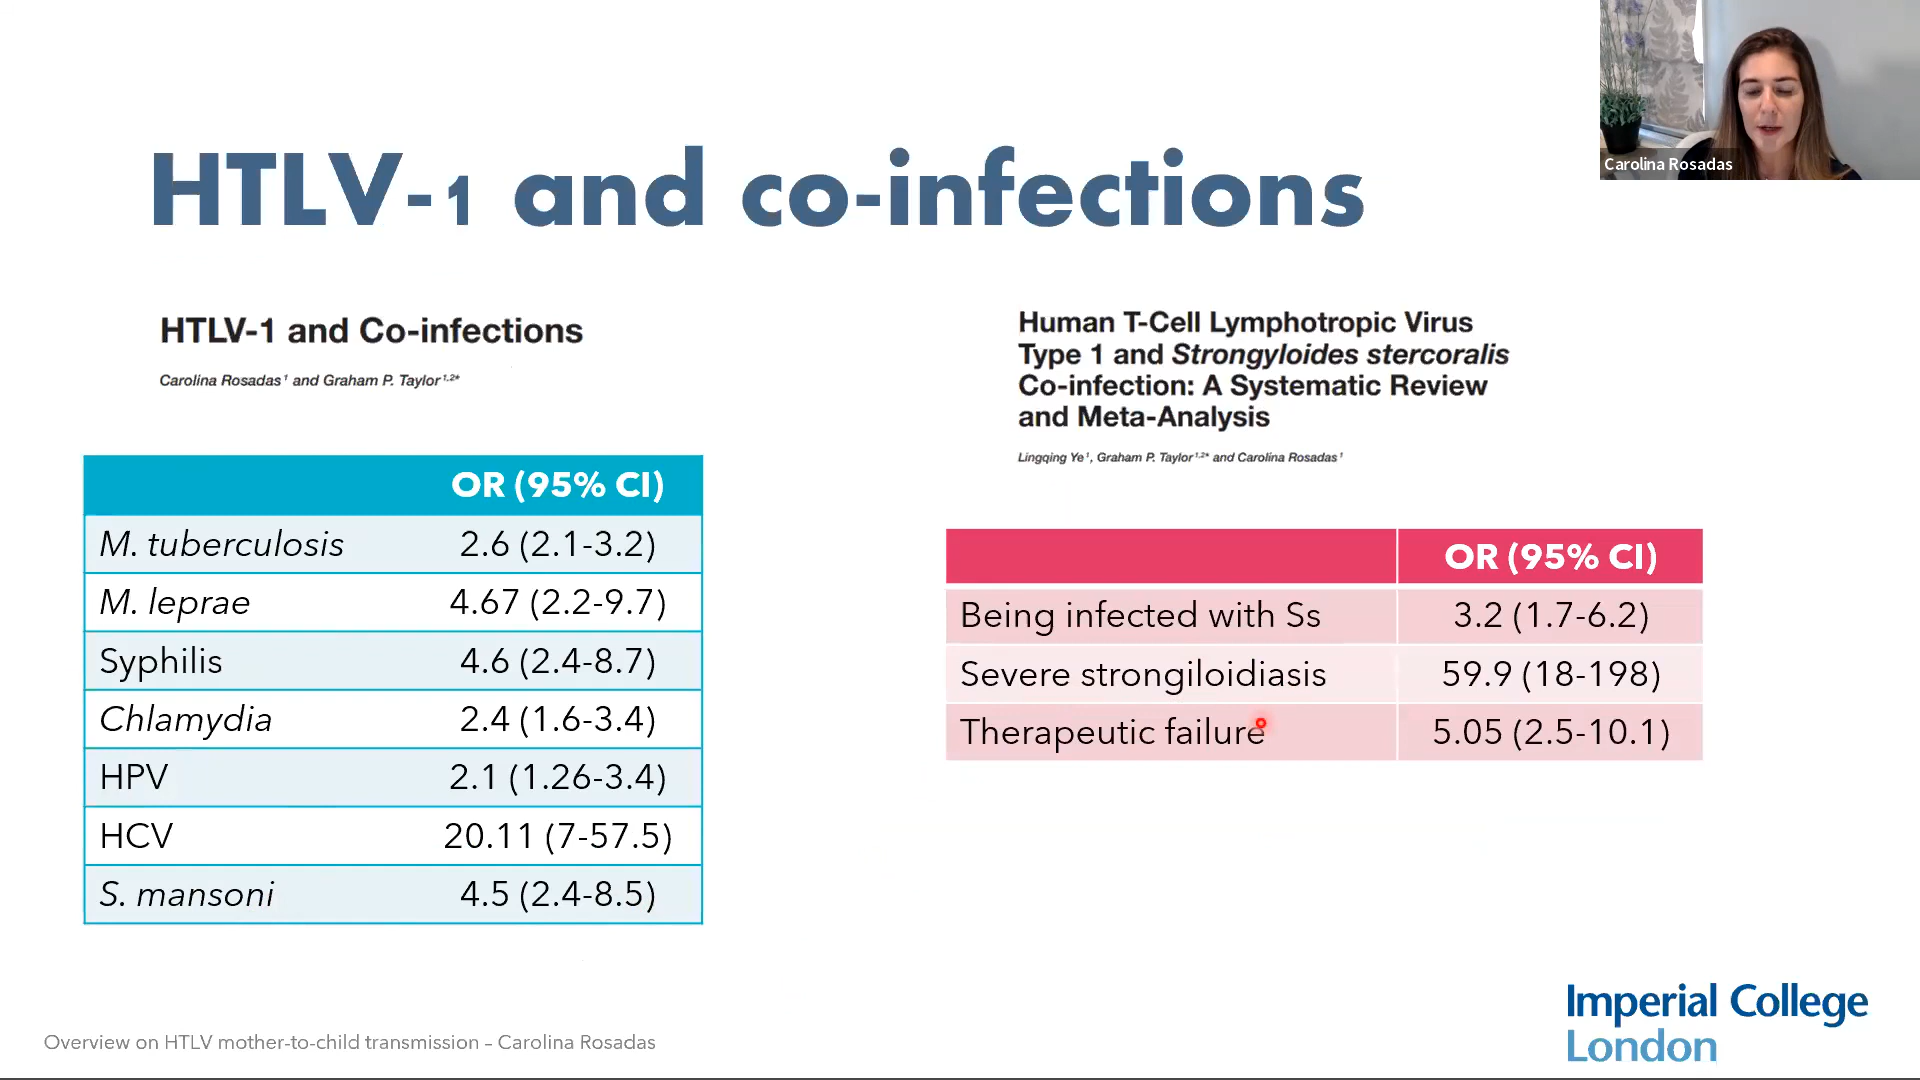 Carolina Rosadas
HTLV-1 and co-infections
HTLV-1 and Co-infections
Carolina Rosadas¹ and Graham P. Taylor¹,²*
OR (95% CI)
M. tuberculosis 2.6 (2.1-3.2)
M. leprae 4.67 (2.2-9.7)
Syphilis 4.6 (2.4-8.7)
Chlamydia 2.4 (1.6-3.4)
HPV 2.1 (1.26-3.4)
HCV 20.11 (7-57.5)
S. mansoni 4.5 (2.4-8.5)
Human T-Cell Lymphotropic Virus
Type 1 and Strongyloides stercoralis
Co-infection: A Systematic Review
and Meta-Analysis
Lingqing Ye¹, Graham P. Taylor¹,²* and Carolina Rosadas¹
OR (95% CI)
Being infected with Ss 3.2 (1.7-6.2)
Severe strongiloidiasis 59.9 (18-198)
Therapeutic failure 5.05 (2.5-10.1)
Overview on HTLV mother-to-child transmission – Carolina Rosadas
Imperial College
London